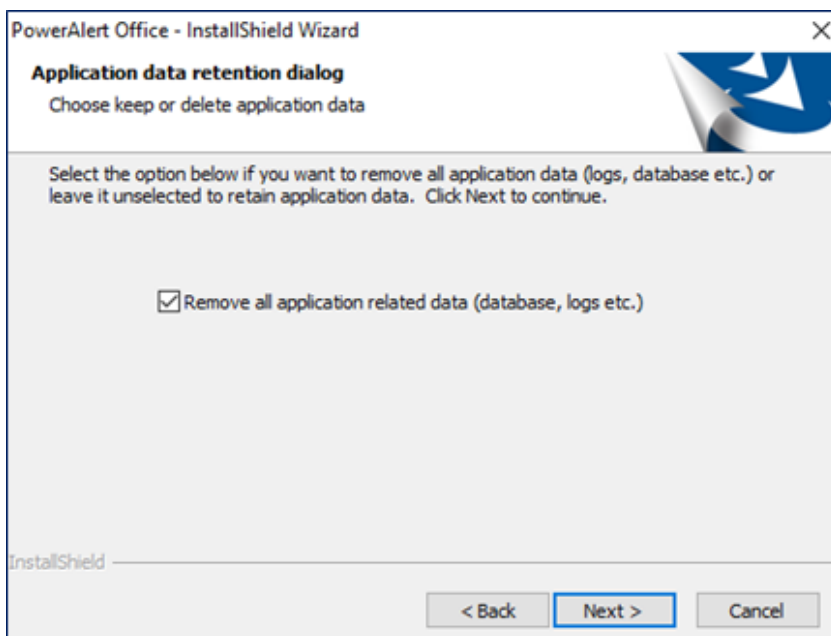 PowerAlert Office - InstallShield Wizard
Application data retention dialog
Choose keep or delete application data
Select the option below if you want to remove all application data (logs, database etc.) or
leave it unselected to retain application data.  Click Next to continue.
Remove all application related data (database, logs etc.)
InstallShield
< Back
Next >
Cancel